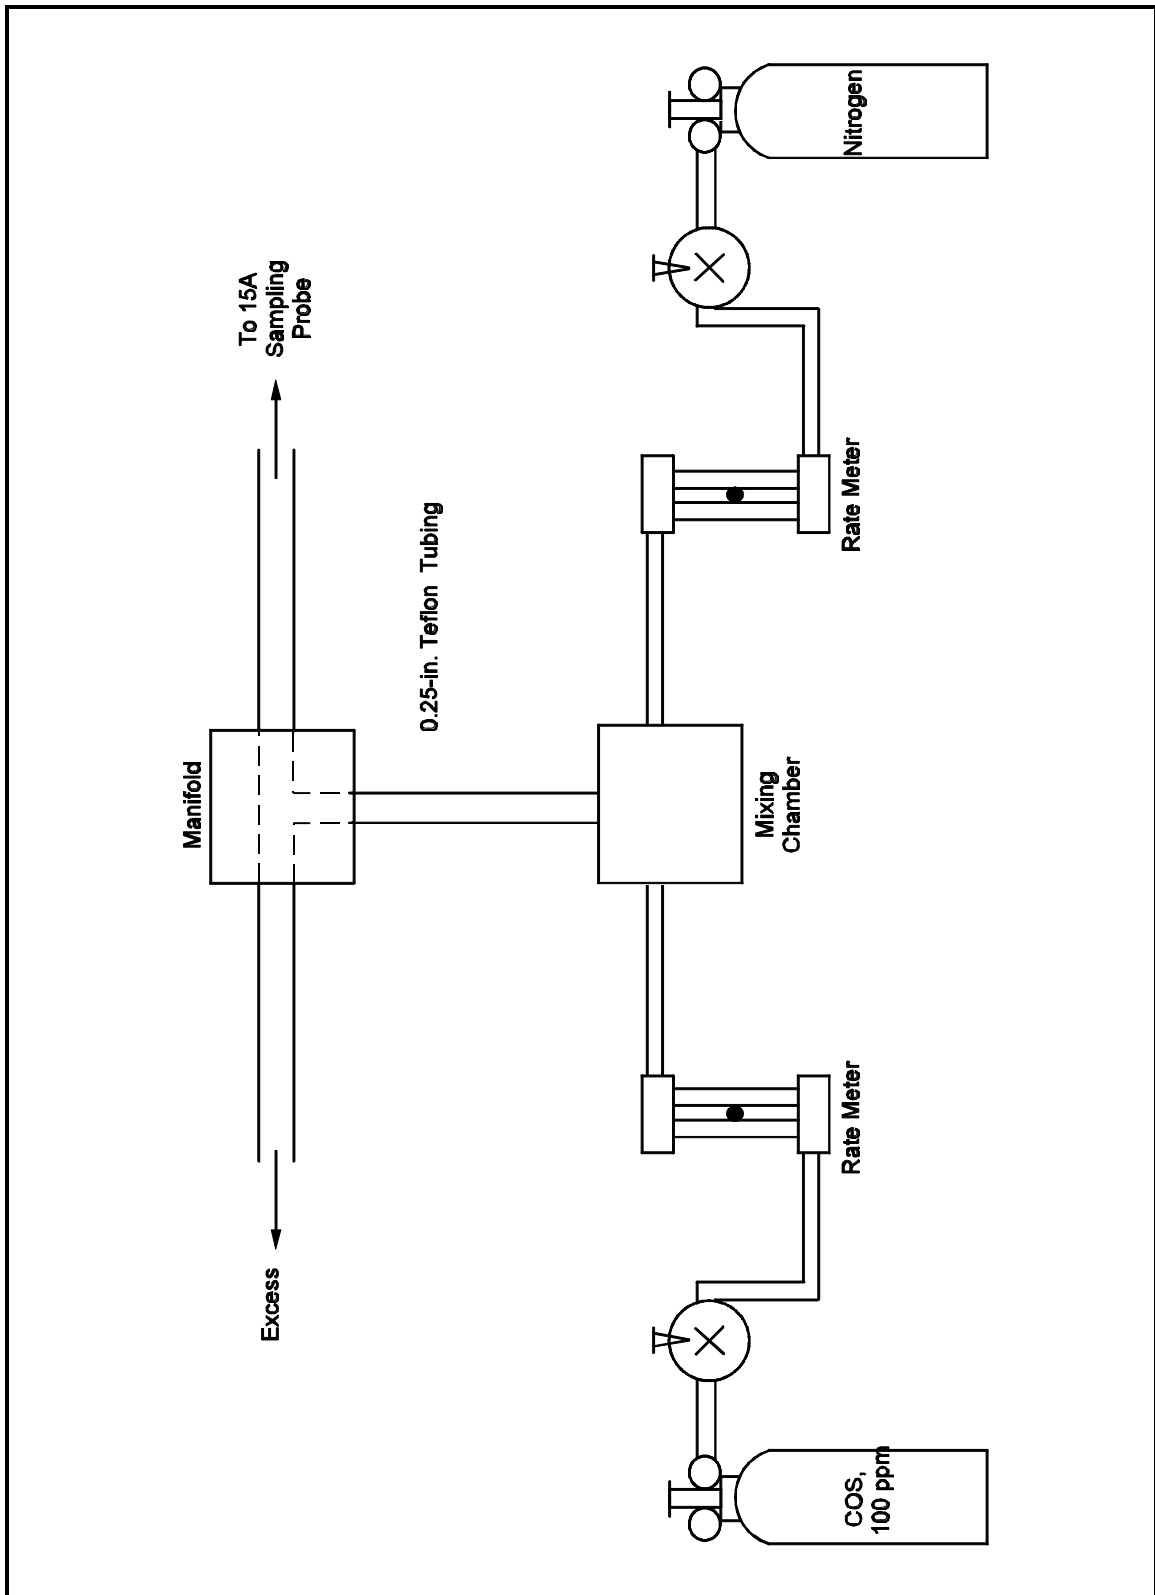 Excess
To 15A
Sampling
Probe
Manifold
0.25-in. Teflon Tubing
Mixing
Chamber
Rate Meter
Rate Meter
COS,
100 ppm
Nitrogen